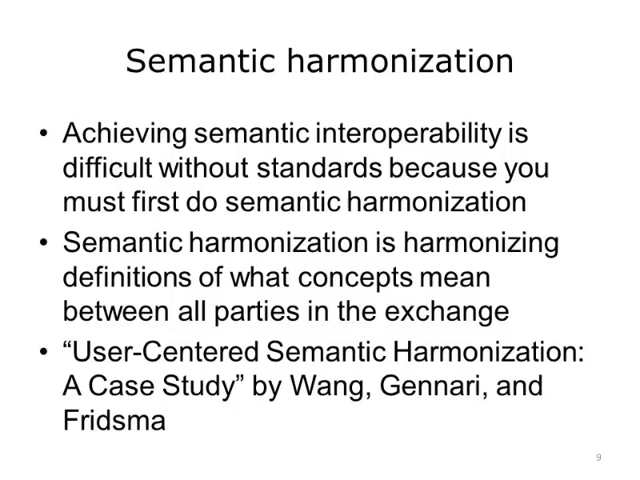 Semantic harmonization
• Achieving semantic interoperability is
difficult without standards because you
must first do semantic harmonization
• Semantic harmonization is harmonizing
definitions of what concepts mean
between all parties in the exchange
• “User-Centered Semantic Harmonization:
A Case Study” by Wang, Gennari, and
Fridsma
9